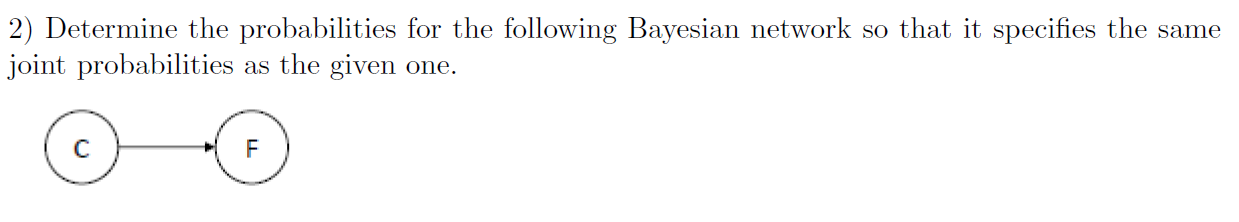 2) Determine the probabilities for the following Bayesian network so that it specifies the same
joint probabilities as the given one.
C F